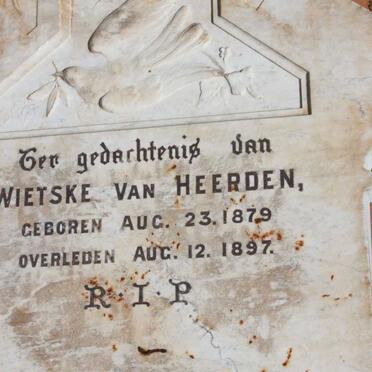 Ter gedachtenis van
WIETSKE VAN HEERDEN,
GEBOREN AUG. 23. 1879
OVERLEDEN AUG. 12. 1897.
R.I.P